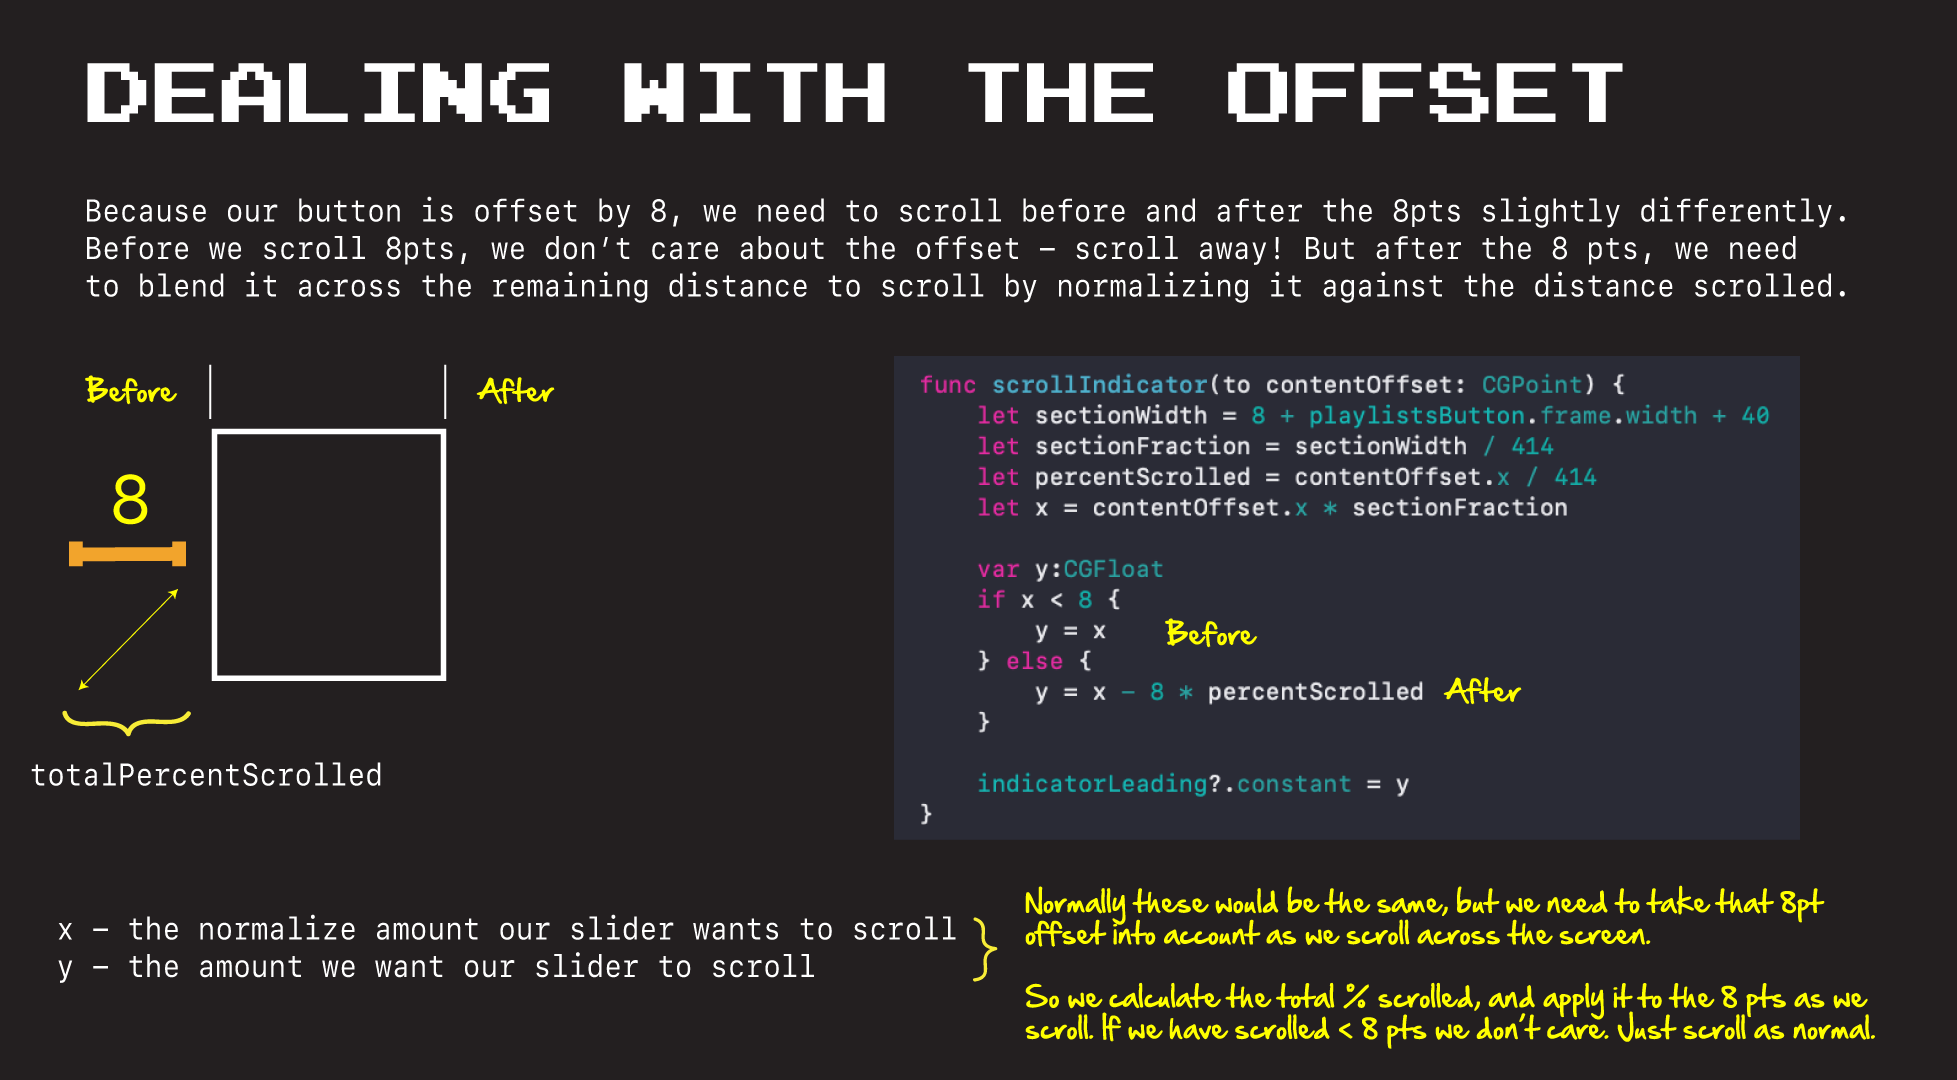 DEALING WITH THE OFFSET
Because our button is offset by 8, we need to scroll before and after the 8pts slightly differently.
Before we scroll 8pts, we don’t care about the offset – scroll away! But after the 8 pts, we need
to blend it across the remaining distance to scroll by normalizing it against the distance scrolled.
Before
After
8
totalPercentScrolled
func scrollIndicator(to contentOffset: CGPoint) {
    let sectionWidth = 8 + playlistsButton.frame.width + 40
    let sectionFraction = sectionWidth / 414
    let percentScrolled = contentOffset.x / 414
    let x = contentOffset.x * sectionFraction
    var y:CGFloat
    if x < 8 {
        y = x Before
    } else {
        y = x - 8 * percentScrolled After
    }
    indicatorLeading?.constant = y
}
x – the normalize amount our slider wants to scroll
y – the amount we want our slider to scroll
Normally these would be the same, but we need to take that 8pt
offset into account as we scroll across the screen.
So we calculate the total % scrolled, and apply it to the 8 pts as we
scroll. If we have scrolled < 8 pts we don't care. Just scroll as normal.